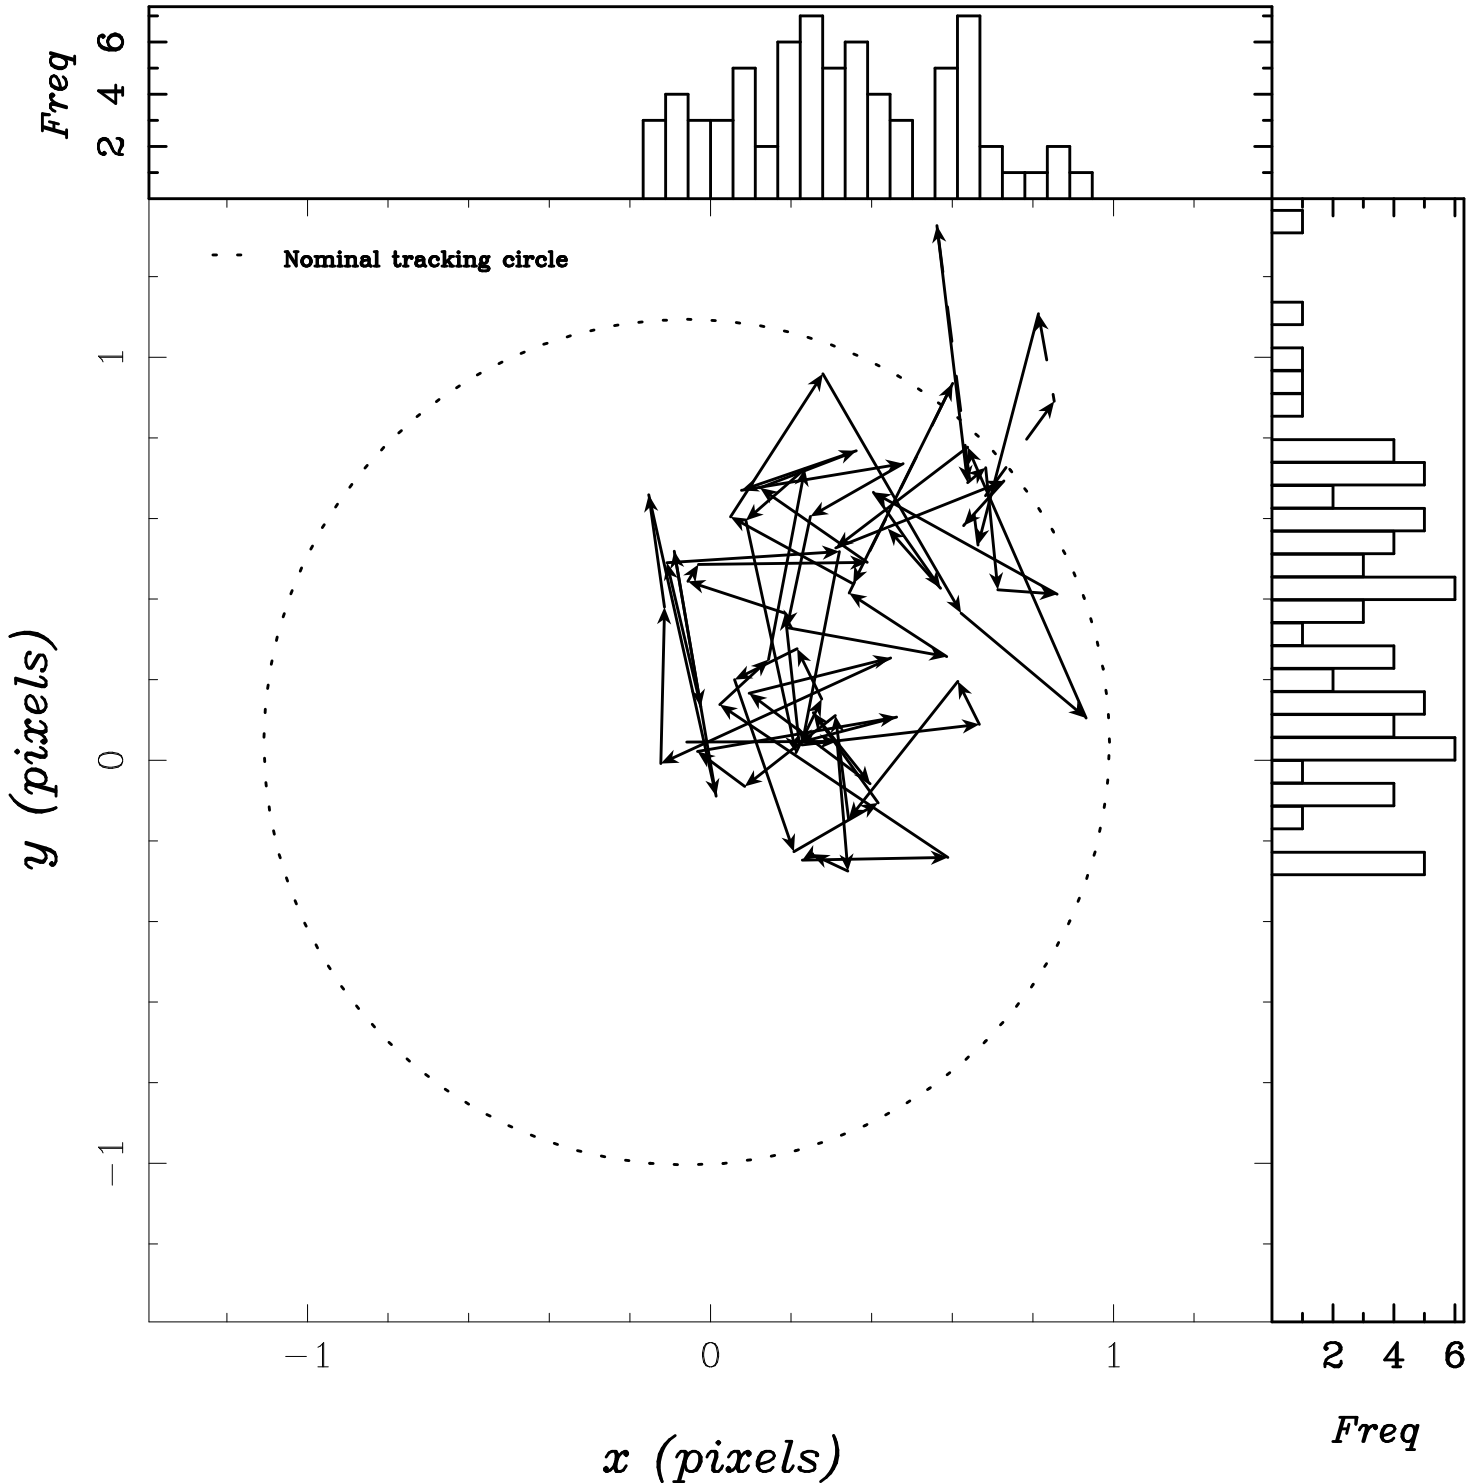 Freq
2 4 6
Nominal tracking circle
1
0
-1
y (pixels)
-1 0 1
x (pixels)
2 4 6
Freq